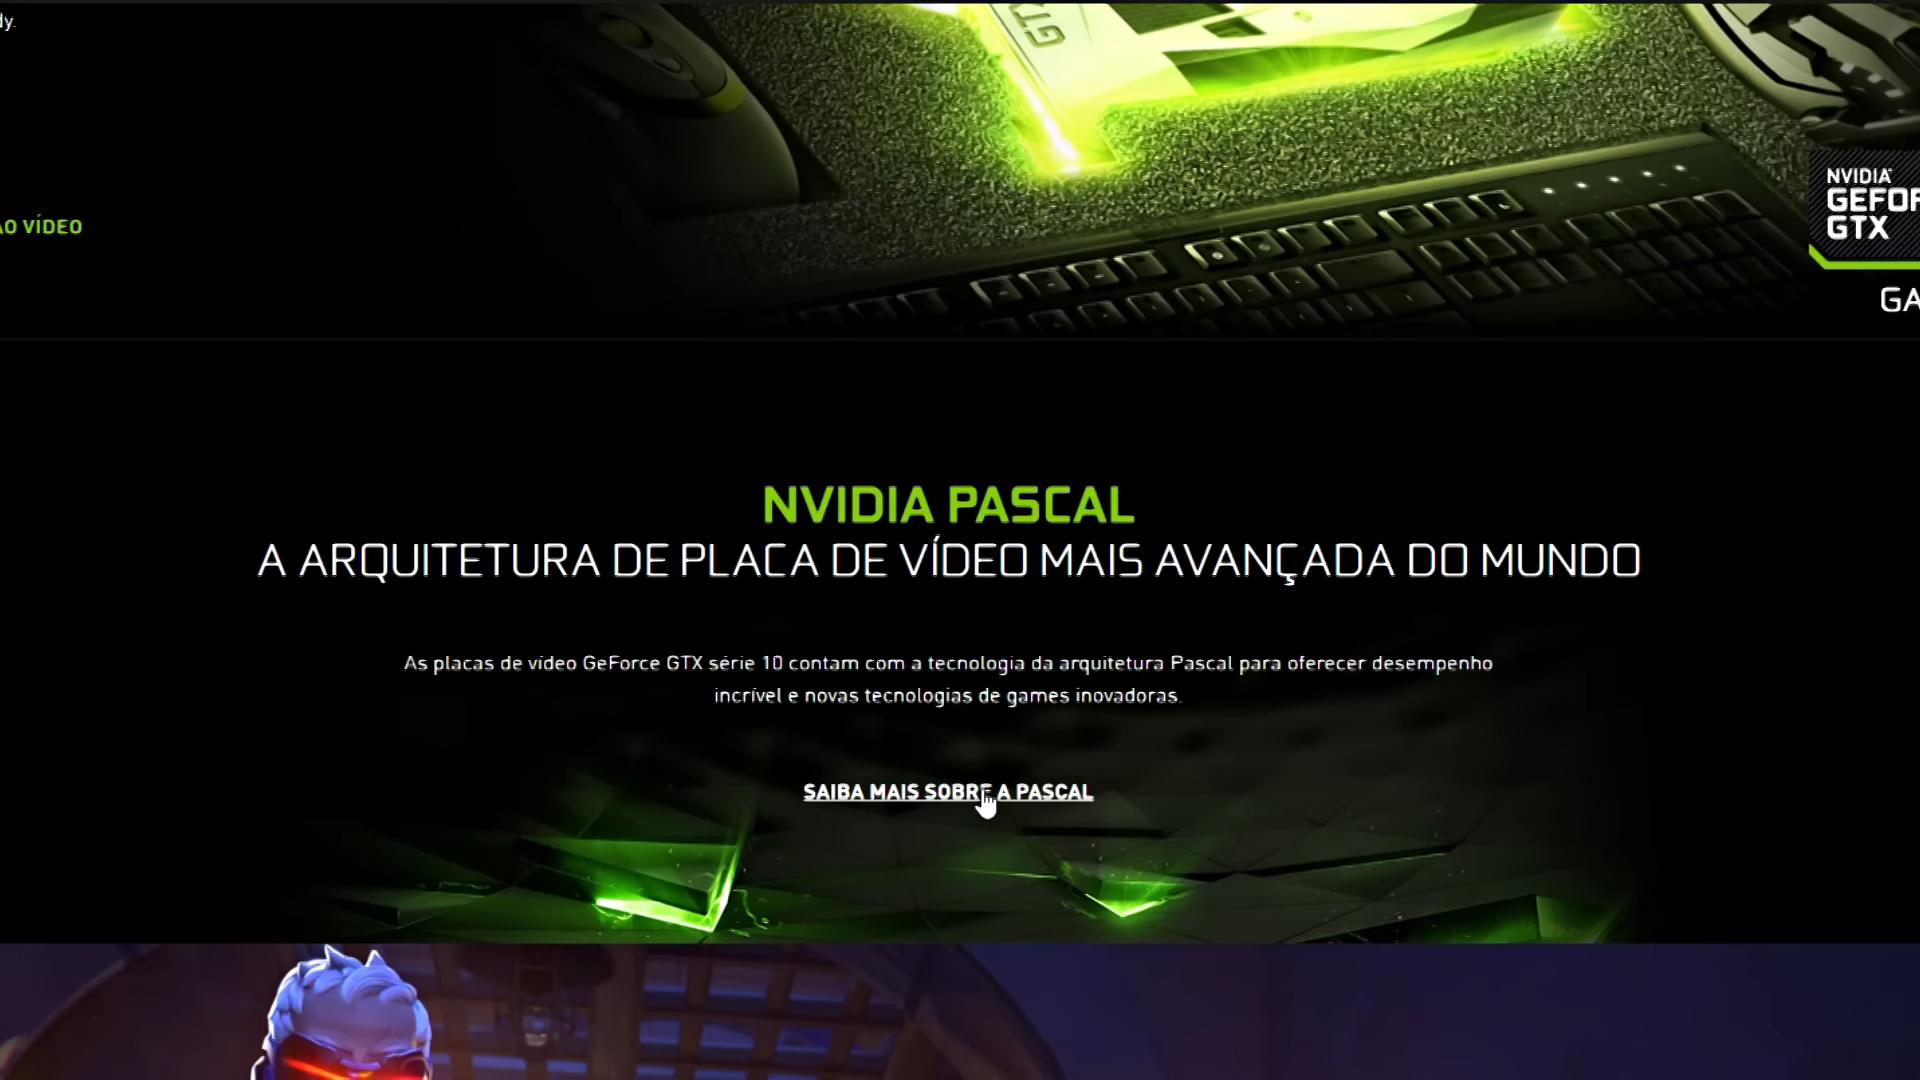 dy.
GTX
NVIDIA
GEFOR
GTX
AO VÍDEO
GA
NVIDIA PASCAL
A ARQUITETURA DE PLACA DE VÍDEO MAIS AVANÇADA DO MUNDO
As placas de vídeo GeForce GTX série 10 contam com a tecnologia da arquitetura Pascal para oferecer desempenho
incrível e novas tecnologias de games inovadoras.
SAIBA MAIS SOBRE A PASCAL